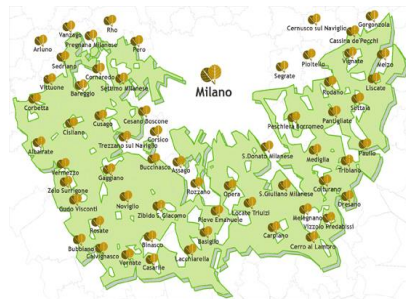 Rho
Vanzago
Pregnana Milanese
Arluno
Pero
Sedriano
Cornaredo
Vittuone
Bareggio
Settimo Milanese
Corbetta
Cusago
Cesano Boscone
Cisliano
Corsico
Trezzano sul Naviglio
Albairate
Buccinasco
Assago
Vermezzo
Gaggiano
Zelo Surrigone
Rozzano
Gudo Visconti
Noviglio
Zibido S. Giacomo
Rosate
Binasco
Bubbiano
Calvignasco
Vernate
Casarile
Lacchiarella
Basiglio
Pieve Emanuele
Opera
Locate Triulzi
Milano
Cernusco sul Naviglio
Gorgonzola
Cassina de Pecchi
Pioltello
Vignate
Melzo
Segrate
Rodano
Liscate
Settala
Peschiera Borromeo
Pantigliate
S.Donato Milanese
Mediglia
Paullo
Tribiano
S.Giuliano Milanese
Colturano
Dresano
Melegnano
Vizzolo Predabissi
Carpiano
Cerro al Lambro